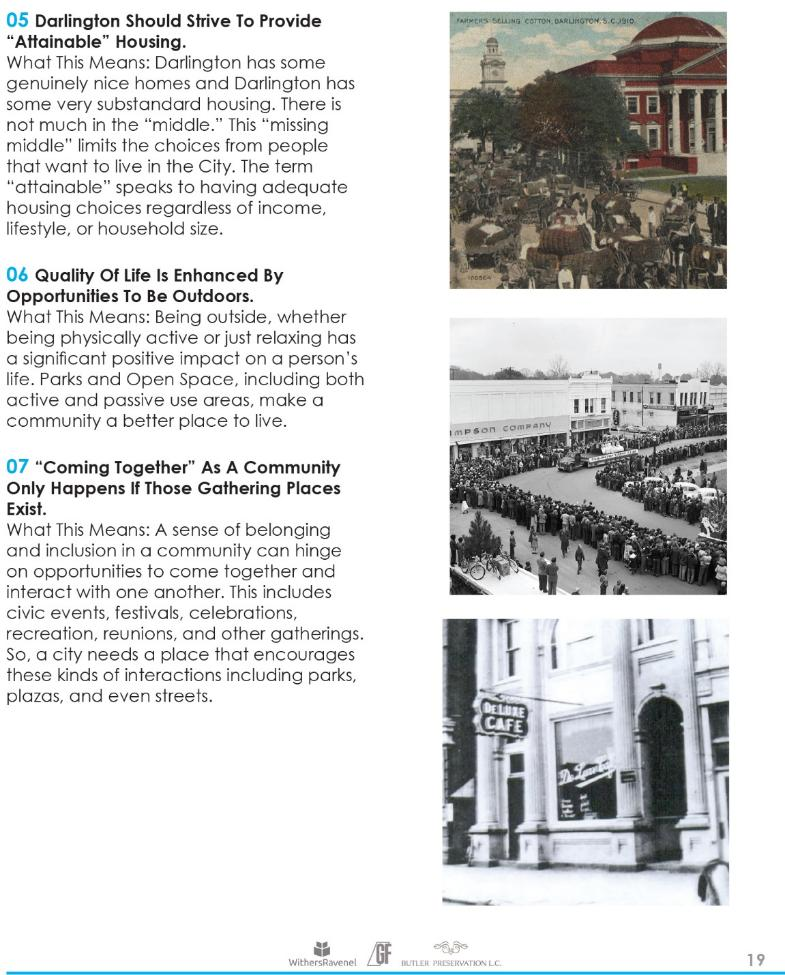 05 Darlington Should Strive To Provide
“Attainable” Housing.
What This Means: Darlington has some
genuinely nice homes and Darlington has
some very substandard housing. There is
not much in the “middle.” This “missing
middle” limits the choices from people
that want to live in the City. The term
“attainable” speaks to having adequate
housing choices regardless of income,
lifestyle, or household size.
06 Quality Of Life Is Enhanced By
Opportunities To Be Outdoors.
What This Means: Being outside, whether
being physically active or just relaxing has
a significant positive impact on a person’s
life. Parks and Open Space, including both
active and passive use areas, make a
community a better place to live.
07 “Coming Together” As A Community
Only Happens If Those Gathering Places
Exist.
What This Means: A sense of belonging
and inclusion in a community can hinge
on opportunities to come together and
interact with one another. This includes
civic events, festivals, celebrations,
recreation, reunions, and other gatherings.
So, a city needs a place that encourages
these kinds of interactions including parks,
plazas, and even streets.
FARMERS SELLING COTTON, DARLINGTON, S.C. 1910.
MPSON COMPANY
DE LUXE
CAFE
De Luxe
WithersRavenel
GF
BUTLER PRESERVATION L.C.
19